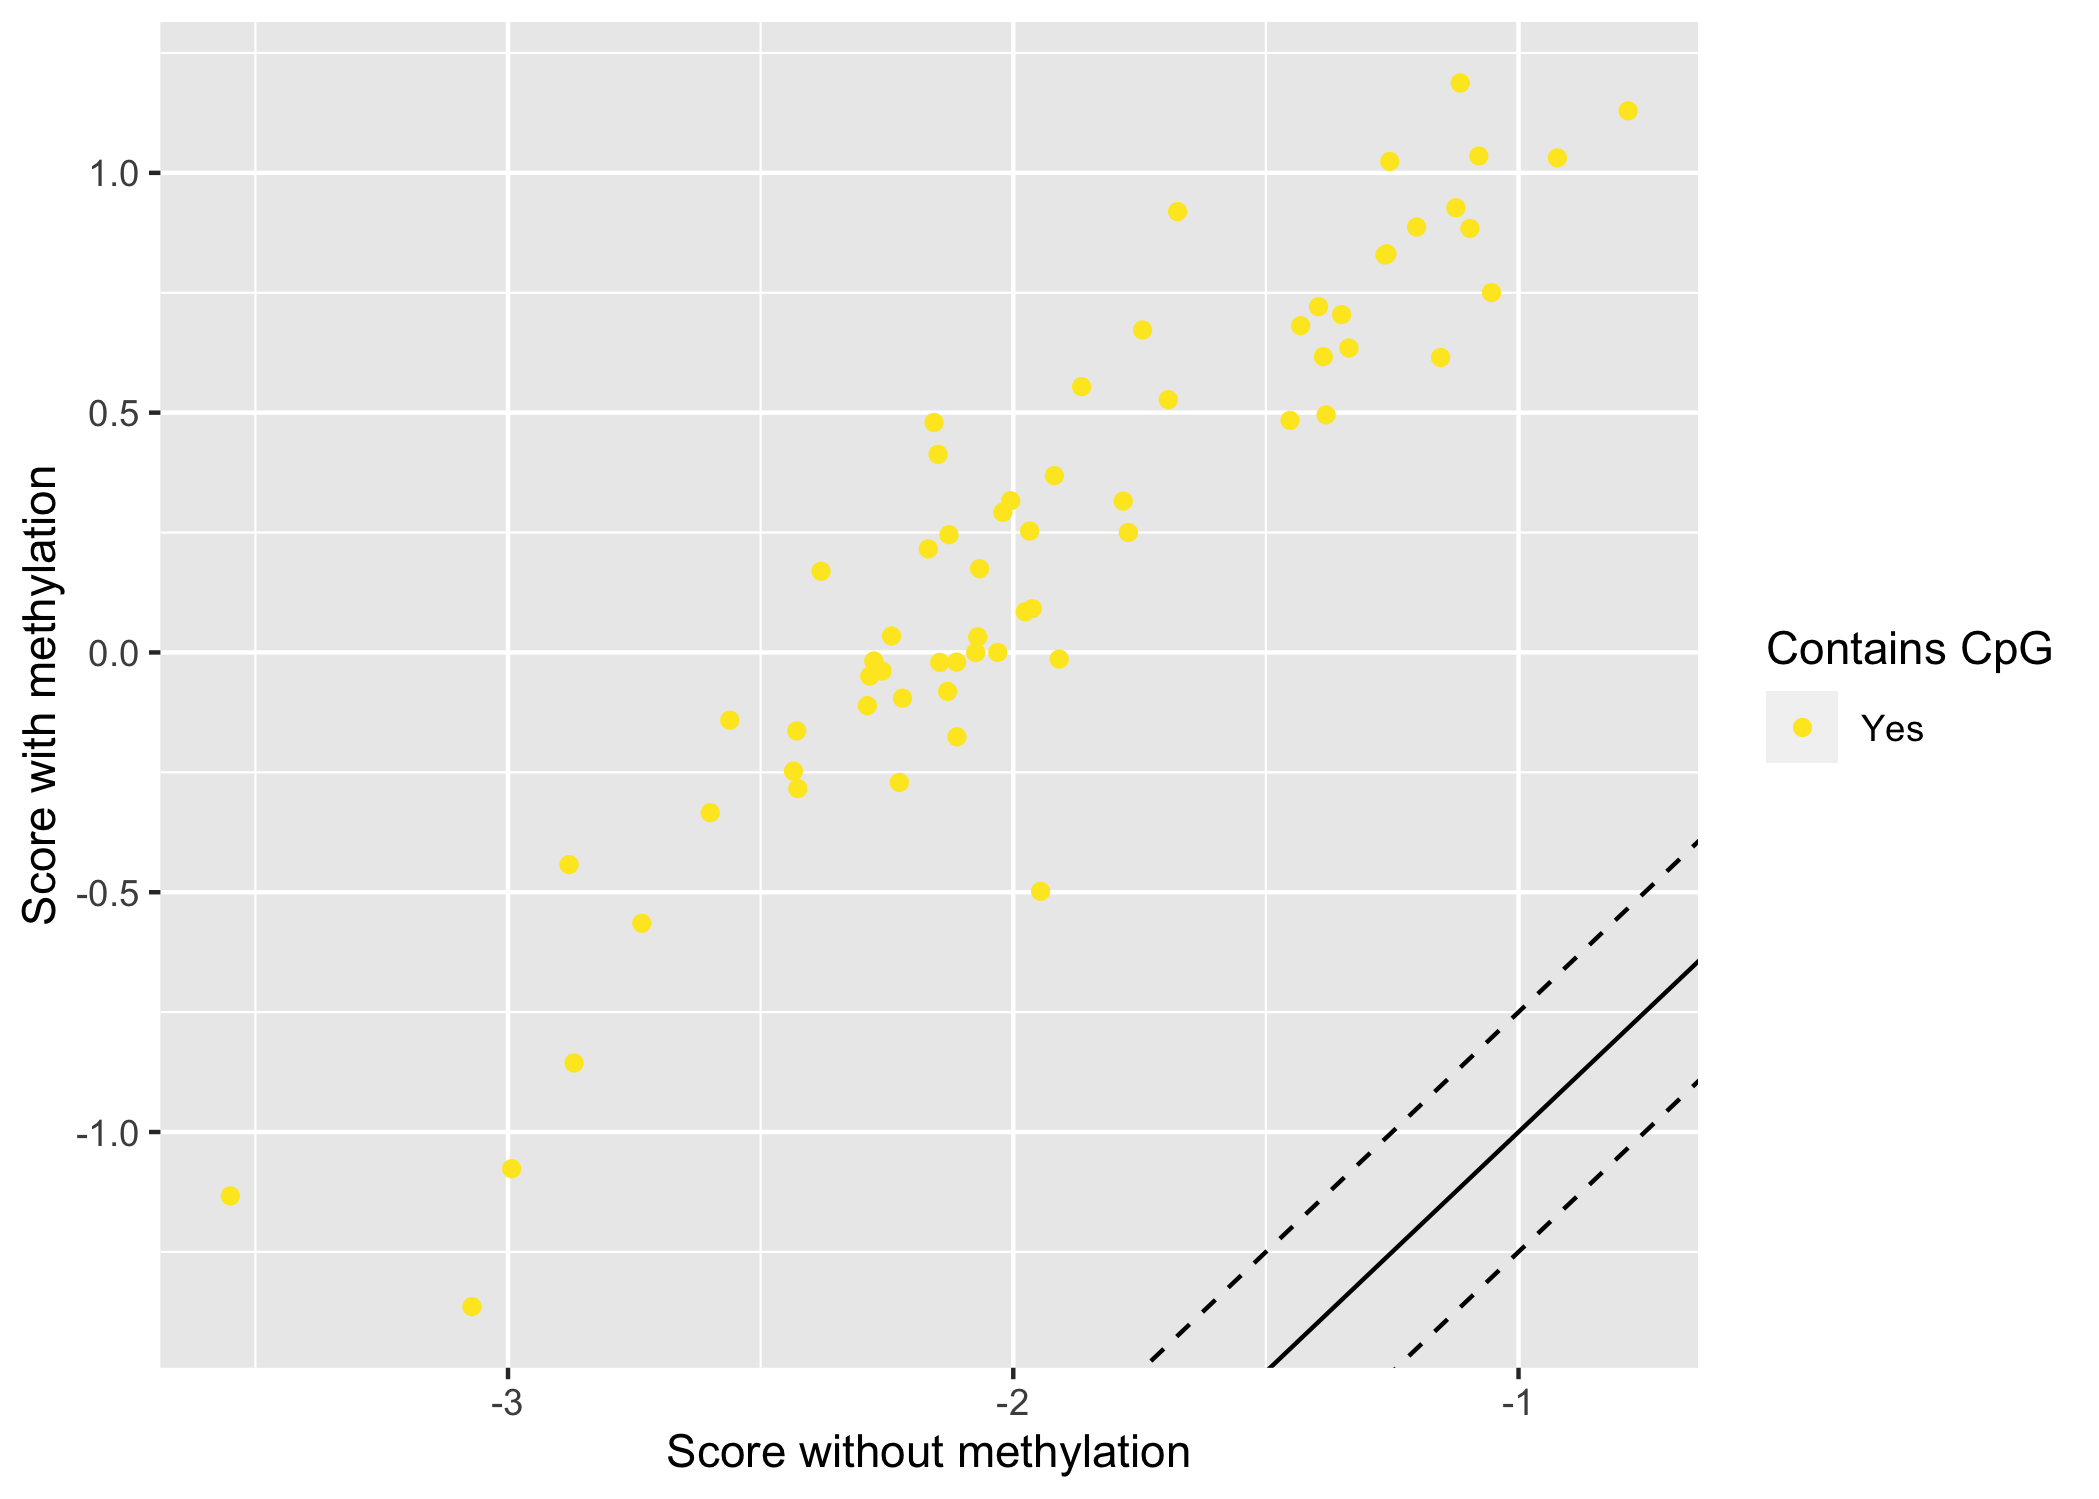 1.0
0.5
0.0
-0.5
-1.0
Score with methylation
-3
-2
-1
Score without methylation
Contains CpG
Yes